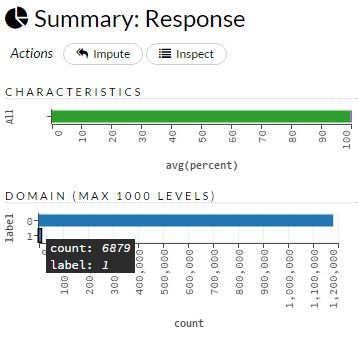 Summary: Response
Actions Impute Inspect
CHARACTERISTICS
All
0 10 20 30 40 50 60 70 80 90 100
avg(percent)
DOMAIN (MAX 1000 LEVELS)
label
0
1
count: 6879
label: 1
100, 400,000 500,000 600,000 700,000 800,000 900,000 1,000,000 1,100,000 1,200,000
count